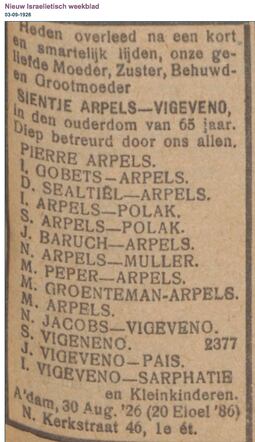 Nieuw Israelietisch weekblad
03-09-1926
Heden overleed na een kort
en smartelijk lijden, onze ge-
liefde Moeder, Zuster, Behuwd-
en Grootmoeder
SIENTJE ARPELS—VIGEVENO,
in den ouderdom van 65 jaar.
Diep betreurd door ons allen.
PIERRE ARPELS.
I. GOBETS—ARPELS.
D. SEALTIËL—ARPELS.
I. ARPELS—POLAK.
S. ARPELS—POLAK.
J. BARUCH—ARPELS.
N. ARPELS—MULLER.
M. PEPER—ARPELS.
M. GROENTEMAN-ARPELS.
M. ARPELS.
N. JACOBS—VIGEVENO.
S. VIGENENO. 2377
J. VIGEVENO—PAIS.
I. VIGEVENO—SARPHATIE
en Kleinkinderen.
A'dam, 30 Aug. '26 (20 Eloel '86)
N. Kerkstraat 46, 1e ét.